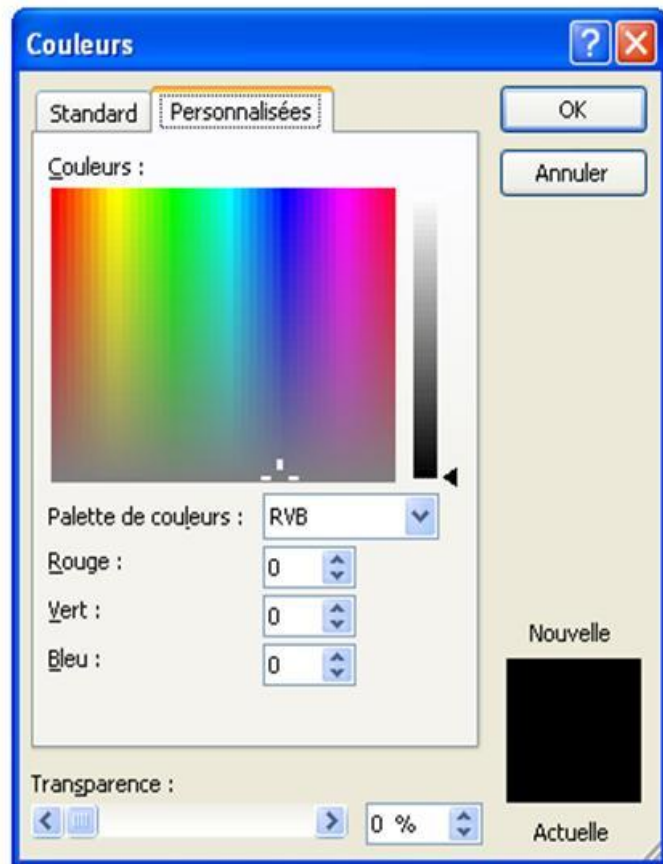 Couleurs
?
Standard Personnalisées
OK
Annuler
Couleurs :
Palette de couleurs : RVB
Rouge : 0
Vert : 0
Bleu : 0
Nouvelle
Actuelle
Transparence :
0 %